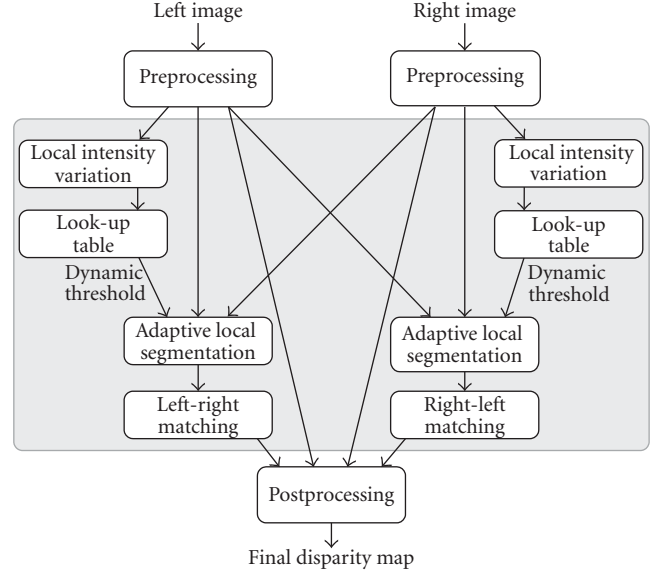 Left image
Right image
Preprocessing
Preprocessing
Local intensity
variation
Local intensity
variation
Look-up
table
Look-up
table
Dynamic
threshold
Dynamic
threshold
Adaptive local
segmentation
Adaptive local
segmentation
Left-right
matching
Right-left
matching
Postprocessing
Final disparity map